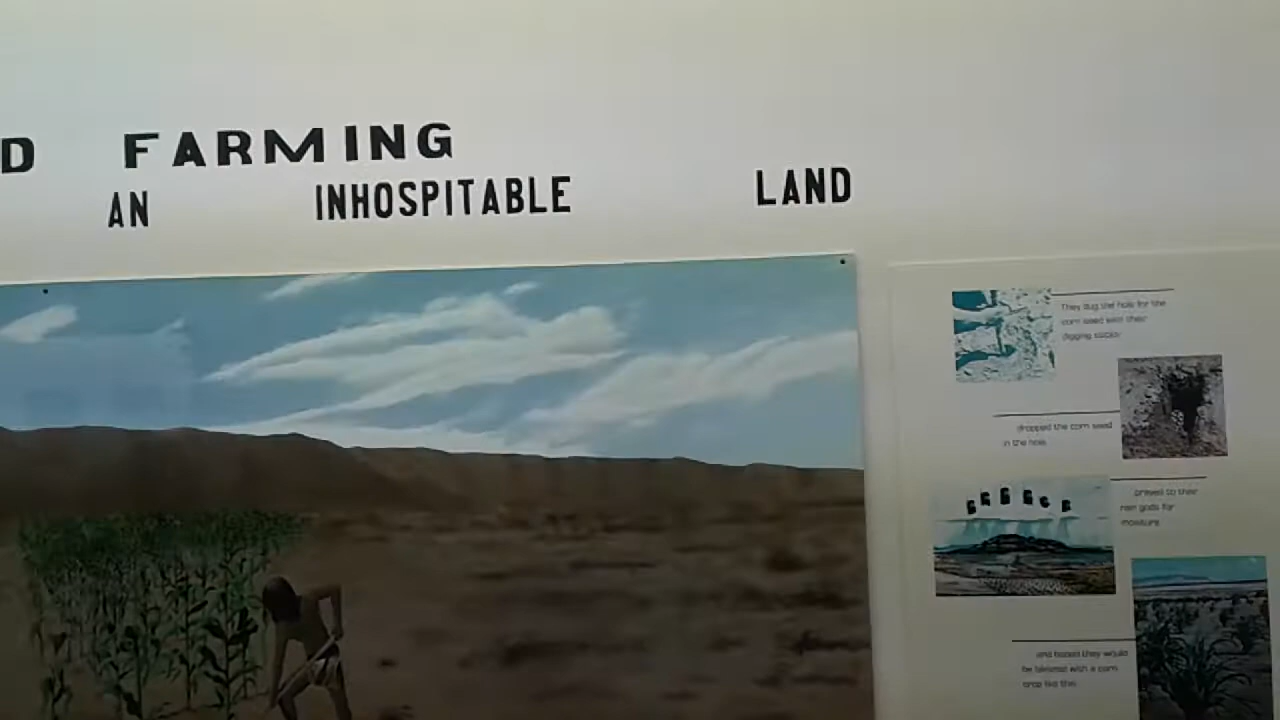 D FARMING
AN INHOSPITABLE LAND
They dug the hole for the
corn seed with their
digging sticks,
dropped the corn seed
in the hole,
prayed to their
rain gods for
moisture,
and hoped they would
be blessed with a corn
crop like this.